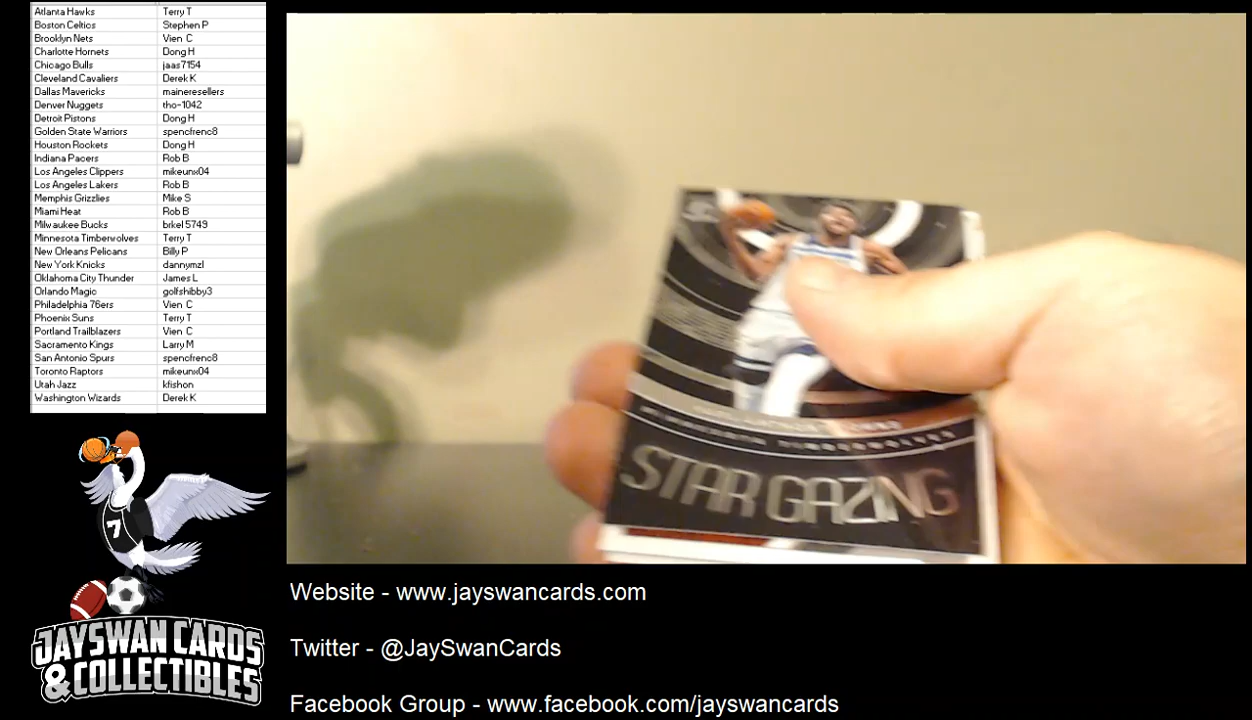 Atlanta Hawks Terry T
Boston Celtics Stephen P
Brooklyn Nets Vien C
Charlotte Hornets Dong H
Chicago Bulls jaas7154
Cleveland Cavaliers Derek K
Dallas Mavericks maineresellers
Denver Nuggets tho-1042
Detroit Pistons Dong H
Golden State Warriors spencfrenc8
Houston Rockets Dong H
Indiana Pacers Rob B
Los Angeles Clippers mikeunx04
Los Angeles Lakers Rob B
Memphis Grizzlies Mike S
Miami Heat Rob B
Milwaukee Bucks brkel5749
Minnesota Timberwolves Terry T
New Orleans Pelicans Billy P
New York Knicks dannymzl
Oklahoma City Thunder James L
Orlando Magic golfshibby3
Philadelphia 76ers Vien C
Phoenix Suns Terry T
Portland Trailblazers Vien C
Sacramento Kings Larry M
San Antonio Spurs spencfrenc8
Toronto Raptors mikeunx04
Utah Jazz kfishon
Washington Wizards Derek K
TIMBERWOLVES
STAR GAZING
7
JAYSWAN CARDS
& COLLECTIBLES
Website - www.jayswancards.com
Twitter - @JaySwanCards
Facebook Group - www.facebook.com/jayswancards